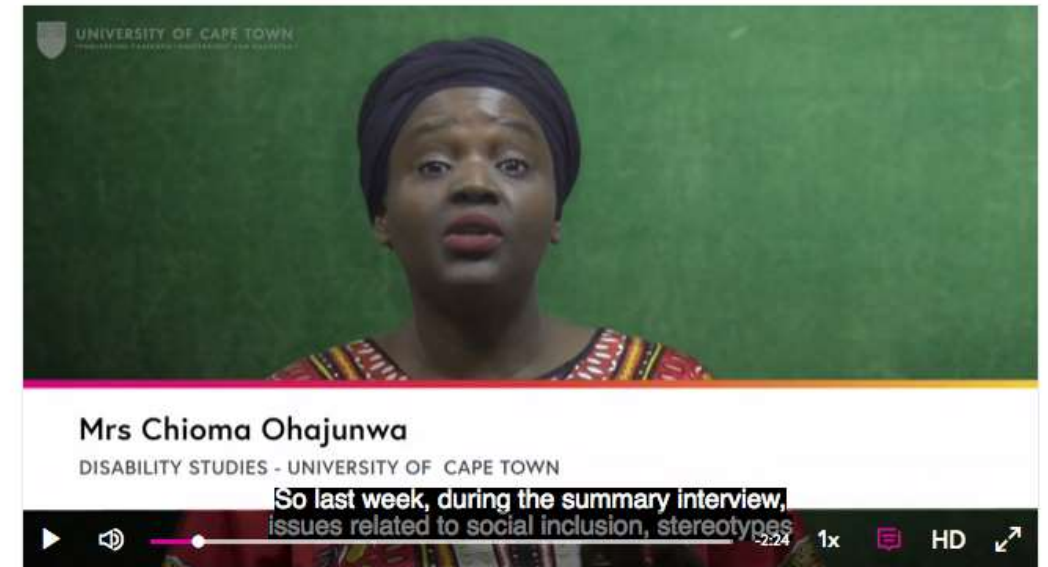 UNIVERSITY OF CAPE TOWN
Mrs Chioma Ohajunwa
DISABILITY STUDIES - UNIVERSITY OF CAPE TOWN
So last week, during the summary interview,
issues related to social inclusion, stereotypes
-2:24 1x HD